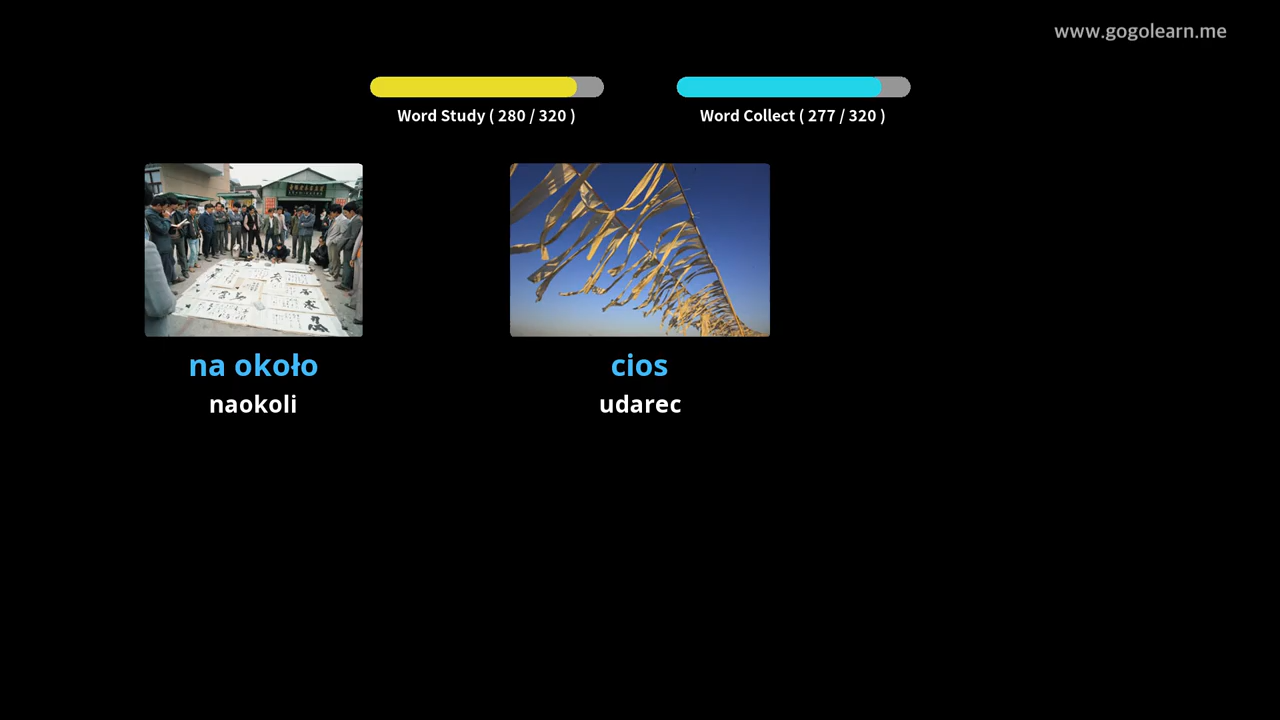 www.gogolearn.me
Word Study ( 280 / 320 )
Word Collect ( 277 / 320 )
na około
naokoli
cios
udarec